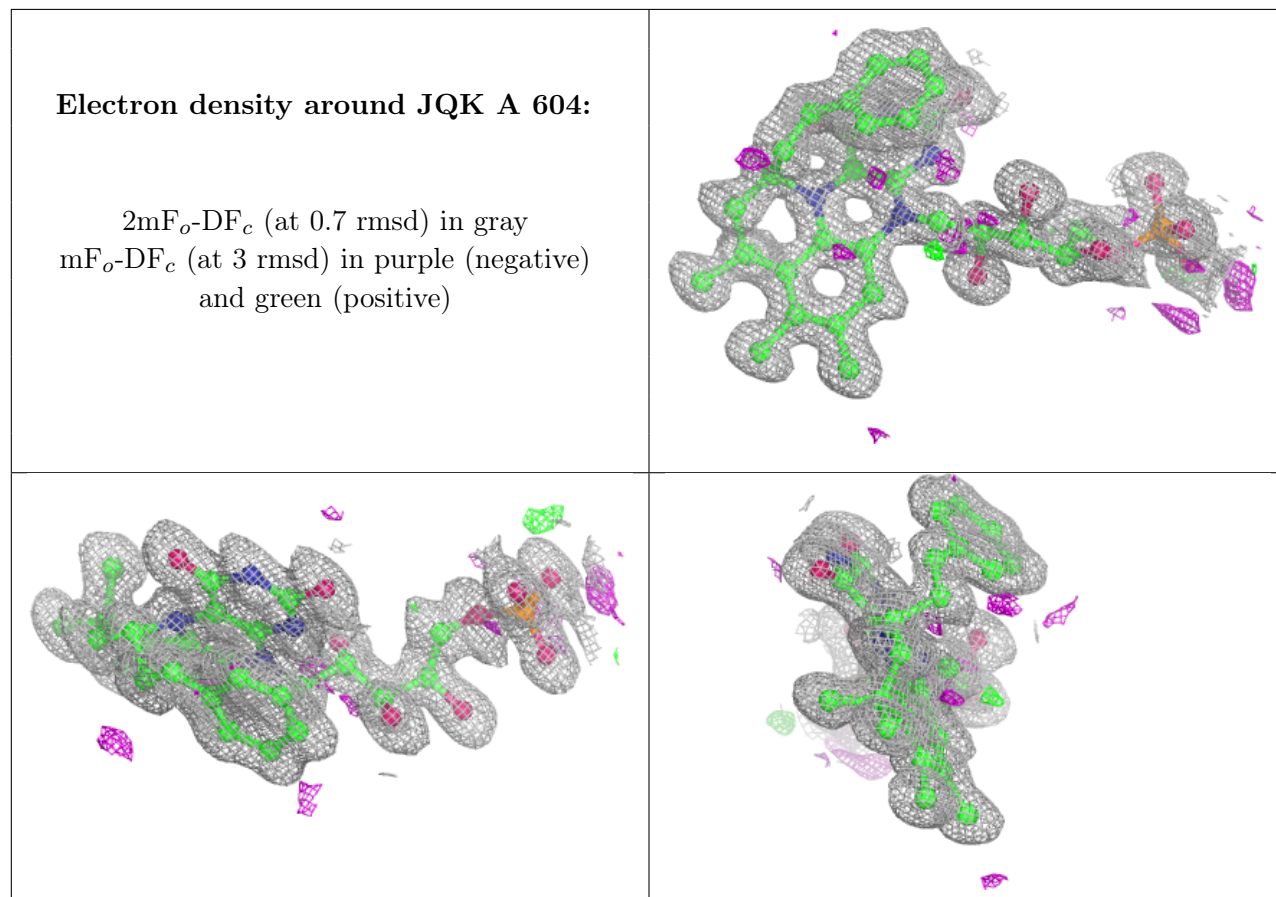 Electron density around JQK A 604:
2mFo-DFc (at 0.7 rmsd) in gray
mFo-DFc (at 3 rmsd) in purple (negative)
and green (positive)